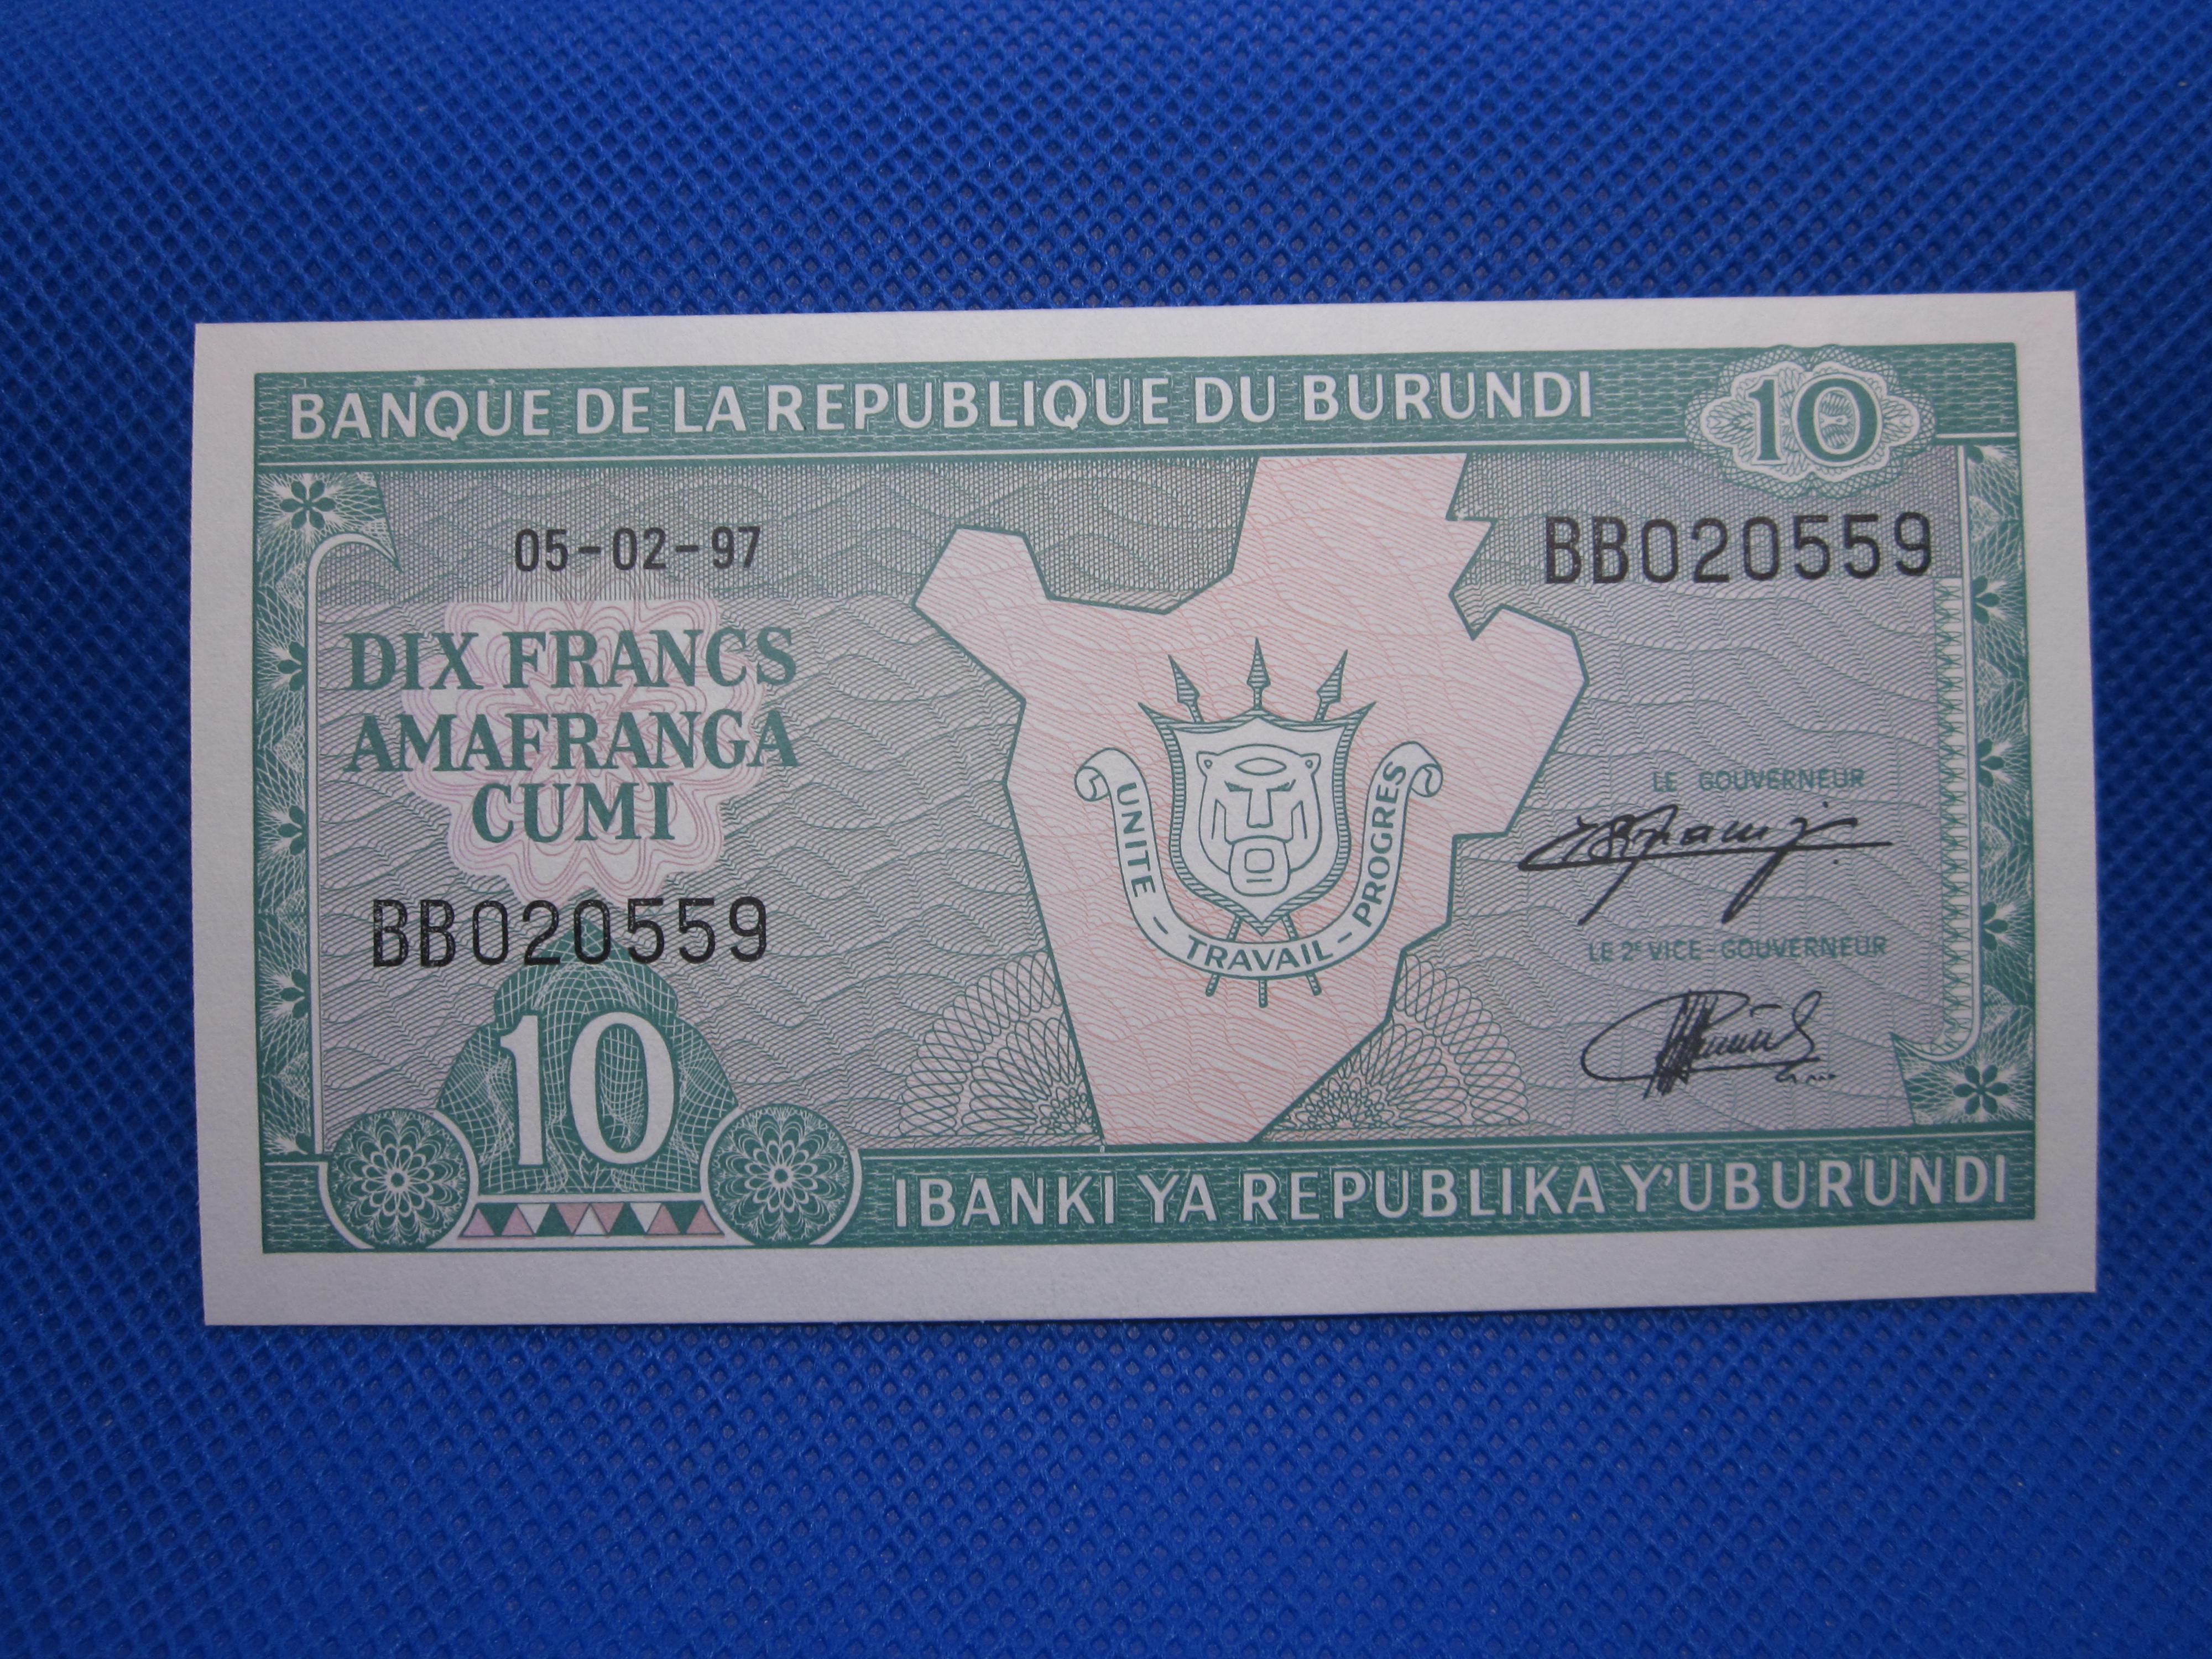 BANQUE DE LA REPUBLIQUE DU BURUNDI
10
05-02-97
BB020559
DIX FRANCS
AMAFRANGA
CUMI
UNITE - TRAVAIL - PROGRES
LE GOUVERNEUR
BB020559
LE 2e VICE-GOUVERNEUR
10
IBANKI YA REPUBLIKA Y'UBURUNDI